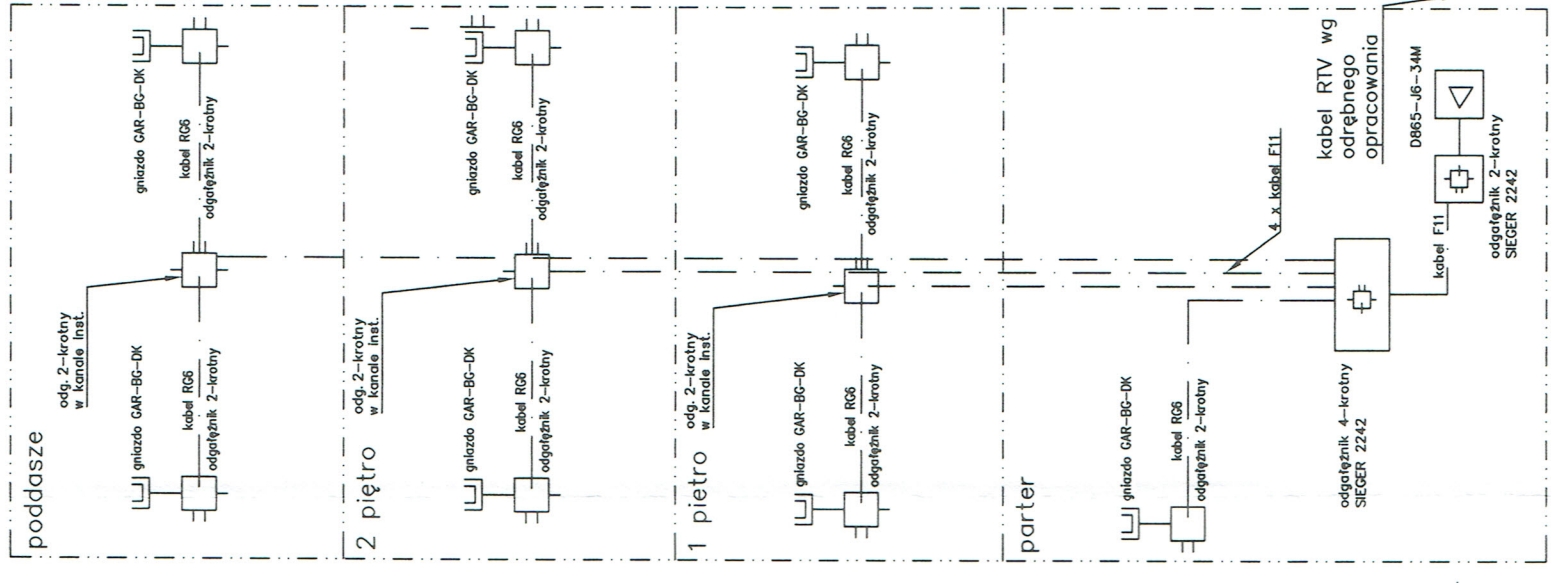 poddasze
odg. 2-krotny
w kanale inst.
gniazdo GAR-BG-DK
kabel RG6
odgałęźnik 2-krotny
gniazdo GAR-BG-DK
kabel RG6
odgałęźnik 2-krotny
2 piętro
odg. 2-krotny
w kanale inst.
gniazdo GAR-BG-DK
kabel RG6
odgałęźnik 2-krotny
gniazdo GAR-BG-DK
kabel RG6
odgałęźnik 2-krotny
1 piętro
odg. 2-krotny
w kanale inst.
gniazdo GAR-BG-DK
kabel RG6
odgałęźnik 2-krotny
gniazdo GAR-BG-DK
kabel RG6
odgałęźnik 2-krotny
parter
gniazdo GAR-BG-DK
kabel RG6
odgałęźnik 2-krotny
4 x kabel F11
odgałęźnik 4-krotny
SIEGER 2242
kabel RTV wg
odrębnego
opracowania
D865-J6-34M
kabel F11
odgałęźnik 2-krotny
SIEGER 2242